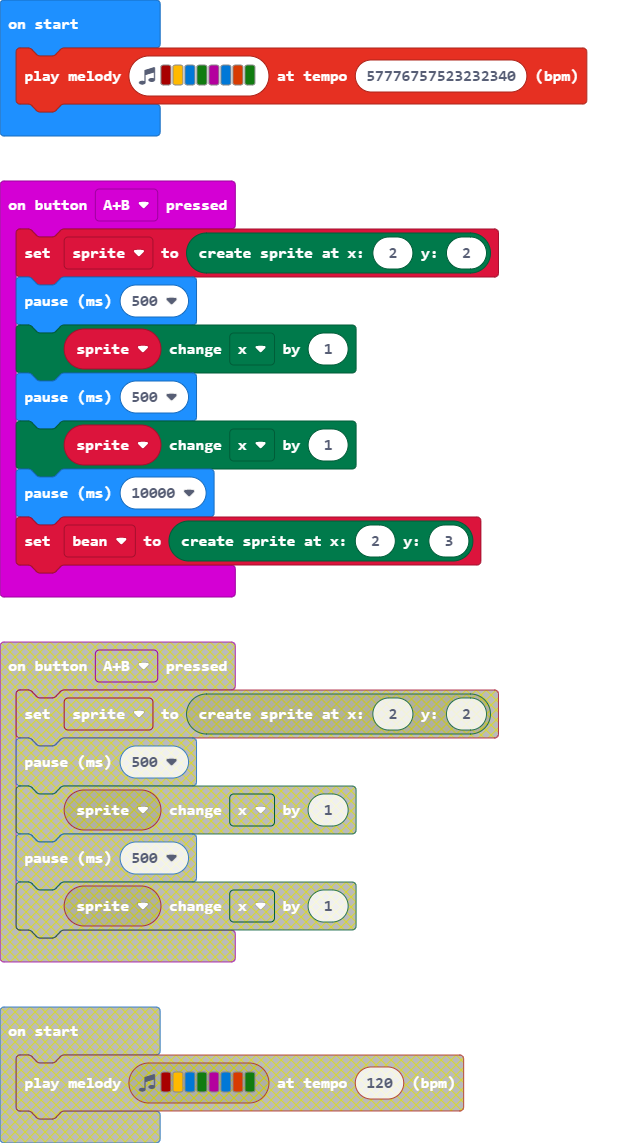 on start
play melody at tempo 57776757523232340 (bpm)
on button A+B pressed
set sprite to create sprite at x: 2 y: 2
pause (ms) 500
sprite change x by 1
pause (ms) 500
sprite change x by 1
pause (ms) 10000
set bean to create sprite at x: 2 y: 3
on button A+B pressed
set sprite to create sprite at x: 2 y: 2
pause (ms) 500
sprite change x by 1
pause (ms) 500
sprite change x by 1
on start
play melody at tempo 120 (bpm)